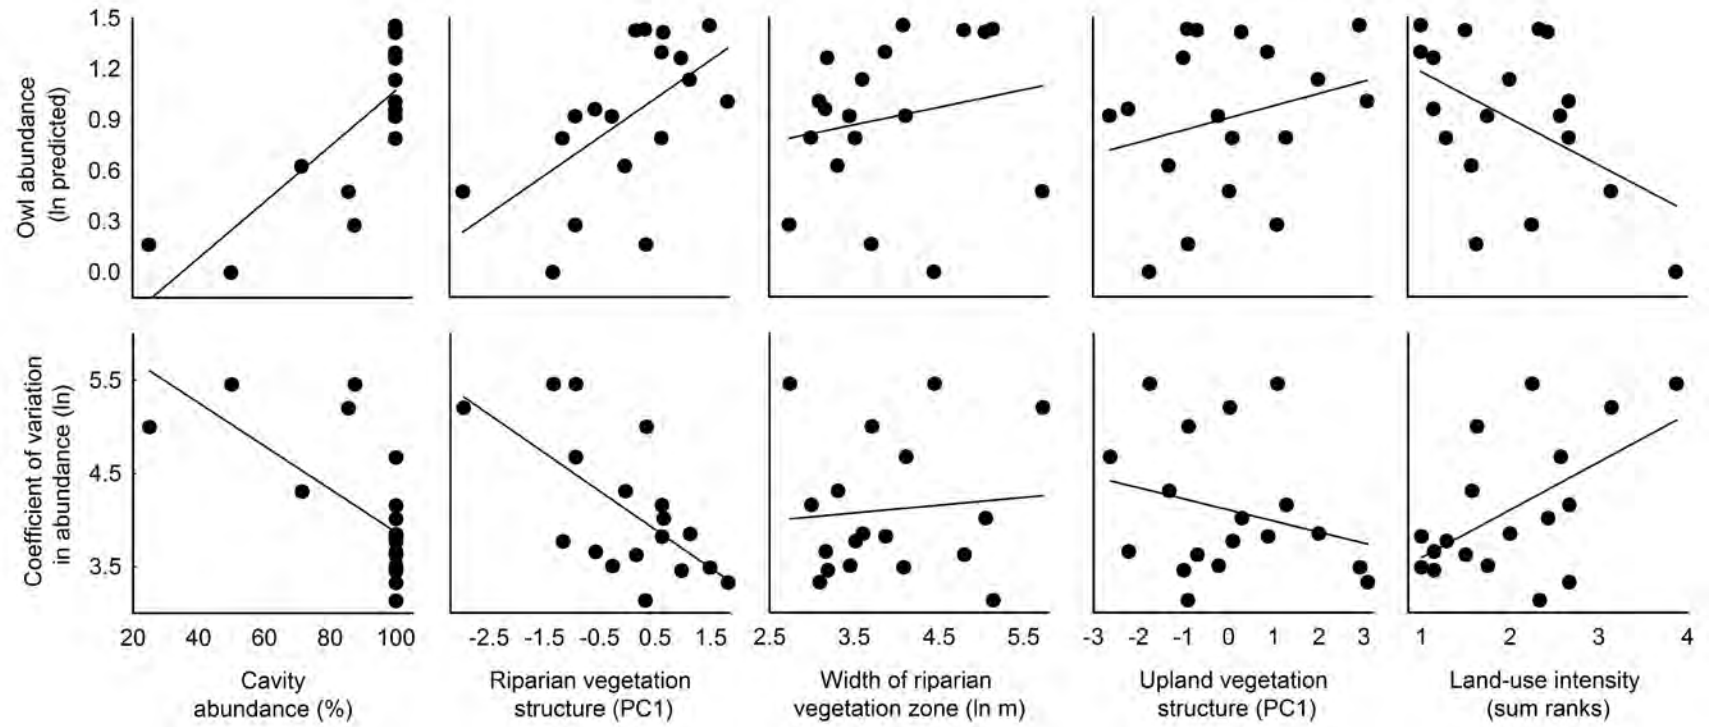 Owl abundance
(ln predicted)
1.5
1.2
0.9
0.6
0.3
0.0
Coefficient of variation
in abundance (ln)
5.5
4.5
3.5
20 40 60 80 100
-2.5 -1.5 -0.5 0.5 1.5
2.5 3.5 4.5 5.5
-3 -2 -1 0 1 2 3
1 2 3 4
Cavity
abundance (%)
Riparian vegetation
structure (PC1)
Width of riparian
vegetation zone (ln m)
Upland vegetation
structure (PC1)
Land-use intensity
(sum ranks)